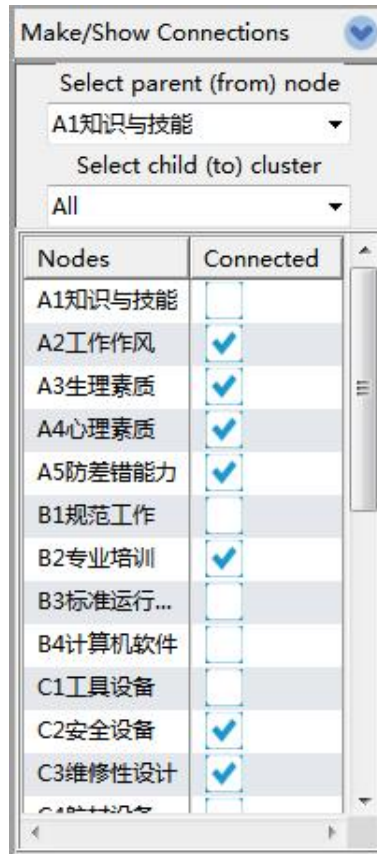 Make/Show Connections
Select parent (from) node
A1知识与技能
Select child (to) cluster
All
Nodes Connected
A1知识与技能
A2工作作风
A3生理素质
A4心理素质
A5防差错能力
B1规范工作
B2专业培训
B3标准运行...
B4计算机软件
C1工具设备
C2安全设备
C3维修性设计